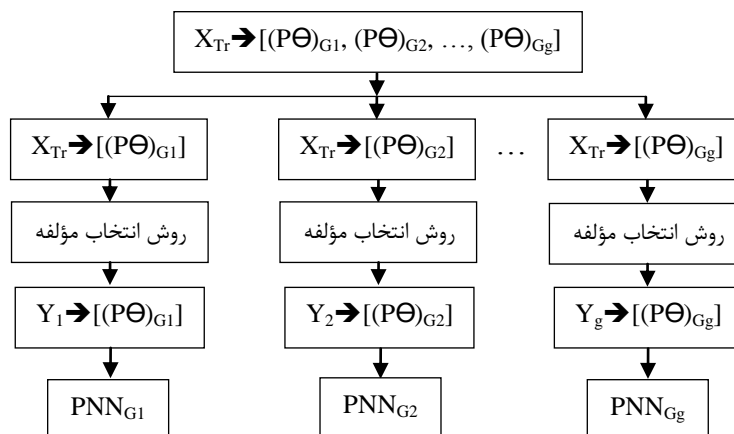 X_Tr➔[(PΘ)_G1, (PΘ)_G2, …, (PΘ)_Gg]
X_Tr➔[(PΘ)_G1] X_Tr➔[(PΘ)_G2] … X_Tr➔[(PΘ)_Gg]
روش انتخاب مؤلفه روش انتخاب مؤلفه روش انتخاب مؤلفه
Y_1➔[(PΘ)_G1] Y_2➔[(PΘ)_G2] Y_g➔[(PΘ)_Gg]
PNN_G1 PNN_G2 PNN_Gg